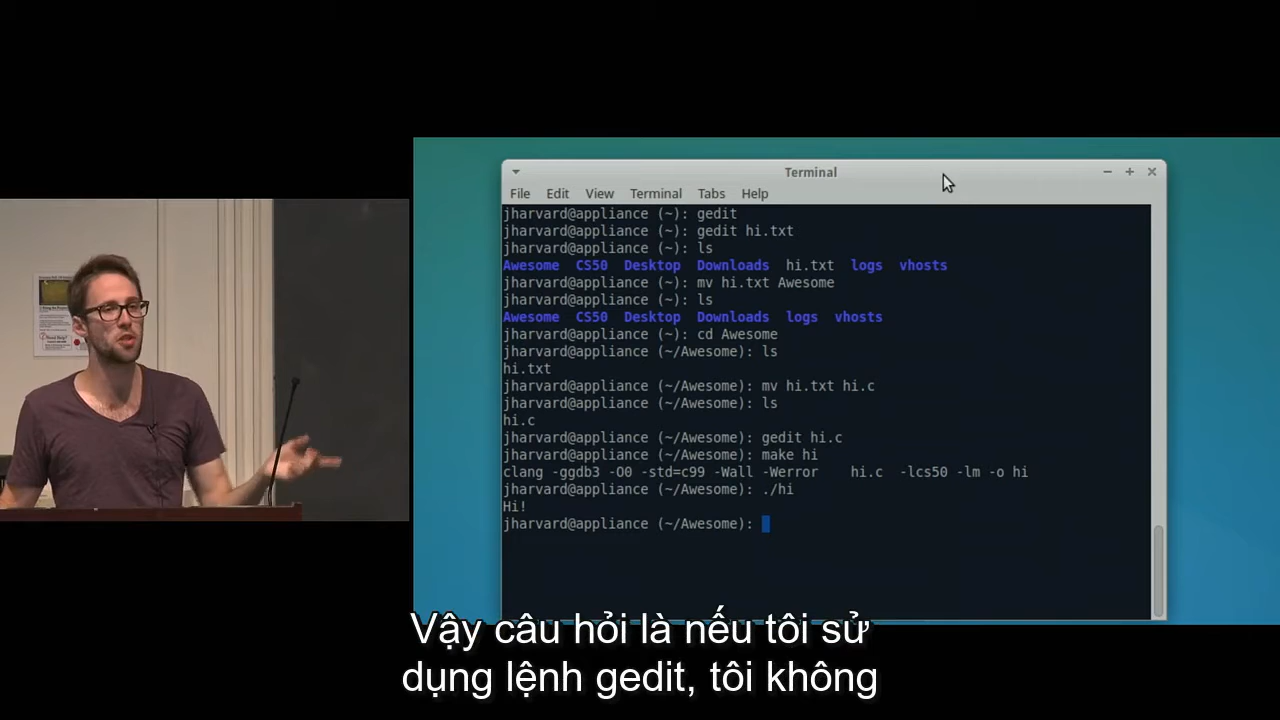 Terminal
File Edit View Terminal Tabs Help
jharvard@appliance (~): gedit
jharvard@appliance (~): gedit hi.txt
jharvard@appliance (~): ls
Awesome CS50 Desktop Downloads hi.txt logs vhosts
jharvard@appliance (~): mv hi.txt Awesome
jharvard@appliance (~): ls
Awesome CS50 Desktop Downloads logs vhosts
jharvard@appliance (~): cd Awesome
jharvard@appliance (~/Awesome): ls
hi.txt
jharvard@appliance (~/Awesome): mv hi.txt hi.c
jharvard@appliance (~/Awesome): ls
hi.c
jharvard@appliance (~/Awesome): gedit hi.c
jharvard@appliance (~/Awesome): make hi
clang -ggdb3 -O0 -std=c99 -Wall -Werror hi.c -lcs50 -lm -o hi
jharvard@appliance (~/Awesome): ./hi
Hi!
jharvard@appliance (~/Awesome):
Vậy câu hỏi là nếu tôi sử
dụng lệnh gedit, tôi không